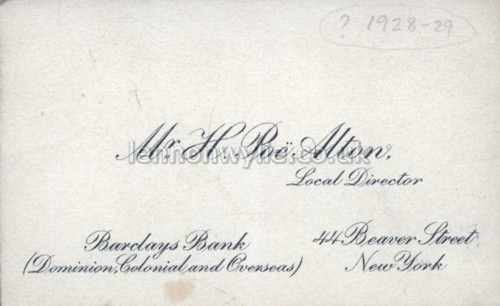 ? 1928-29
Mr. H. Poë Alton.
lennonwylie.co.uk
Local Director
Barclays Bank
(Dominion, Colonial and Overseas)
44 Beaver Street
New York